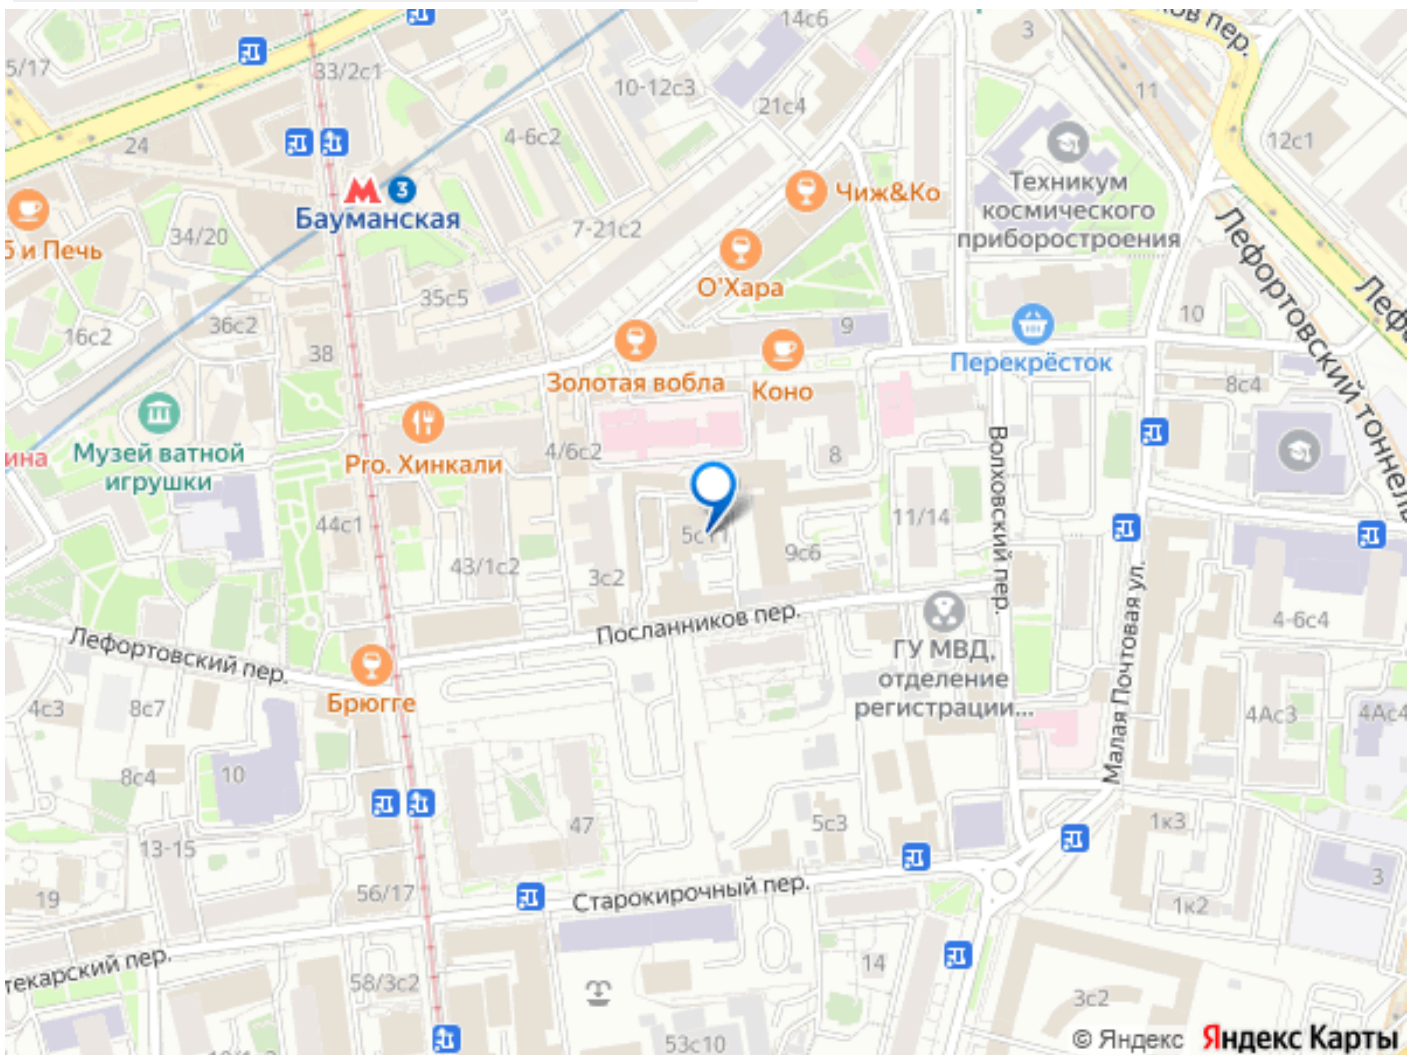 14с6
ков пер.
3
5/17
33/2с1
10-12с3
11
21с4
12с1
24
4-6с2
3
Чиж&Ко
Техникум
космического
приборостроения
Бауманская
34/20
7-21с2
б и Печь
О'Хара
Лефортовский тоннель
Лефо
35с5
16с2
36с2
38
9
10
Перекрёсток
Золотая вобла
Коно
8с4
ина
Музей ватной
игрушки
Pro. Хинкали
4/6с2
8
Волховский пер.
44с1
5с11
11/14
9с6
43/1с2
3с2
Посланников пер.
4-6с4
Лефортовский пер.
ГУ МВД,
отделение
регистрации...
Малая Почтовая ул.
Брюгге
4с3
8с7
4Ас3
4Ас4
8с4
10
47
5с3
1к3
13-15
3
19
56/17
Старокирочный пер.
1к2
текарский пер.
58/3с2
14
3с2
53с10
© Яндекс Яндекс Карты